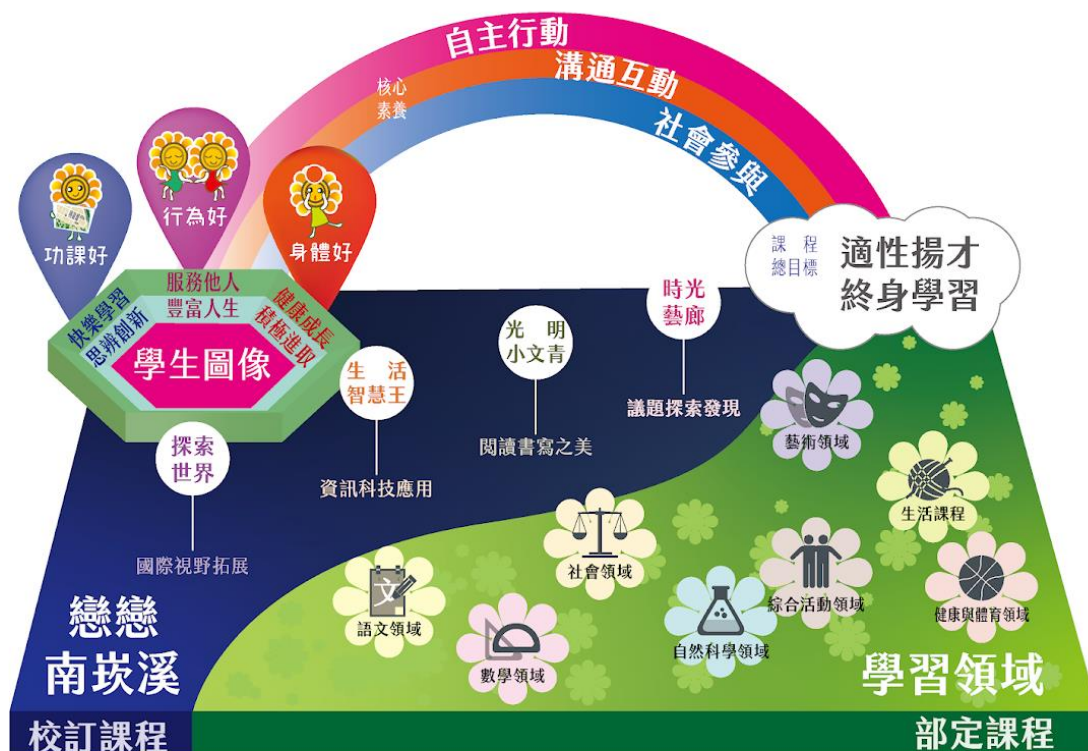 自主行動
溝通互動
社會參與
核心
素養
功課好
行為好
身體好
服務他人
豐富人生
快樂學習
思辨創新
健康成長
積極進取
學生圖像
課程
總目標
適性揚才
終身學習
時光
藝廊
議題探索發現
光明
小文青
閱讀書寫之美
生活
智慧王
資訊科技應用
探索
世界
國際視野拓展
藝術領域
生活課程
社會領域
綜合活動領域
健康與體育領域
文
語文領域
數學領域
自然科學領域
戀戀
南崁溪
學習領域
校訂課程
部定課程